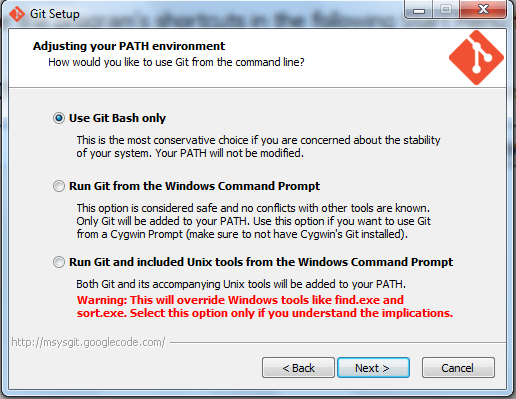 program's shortcuts in the following
Git Setup
Adjusting your PATH environment
How would you like to use Git from the command line?
Use Git Bash only
This is the most conservative choice if you are concerned about the stability
of your system. Your PATH will not be modified.
Run Git from the Windows Command Prompt
This option is considered safe and no conflicts with other tools are known.
Only Git will be added to your PATH. Use this option if you want to use Git
from a Cygwin Prompt (make sure to not have Cygwin's Git installed).
Run Git and included Unix tools from the Windows Command Prompt
Both Git and its accompanying Unix tools will be added to your PATH.
Warning: This will override Windows tools like find.exe and
sort.exe. Select this option only if you understand the implications.
http://msysgit.googlecode.com/
< Back
Next >
Cancel